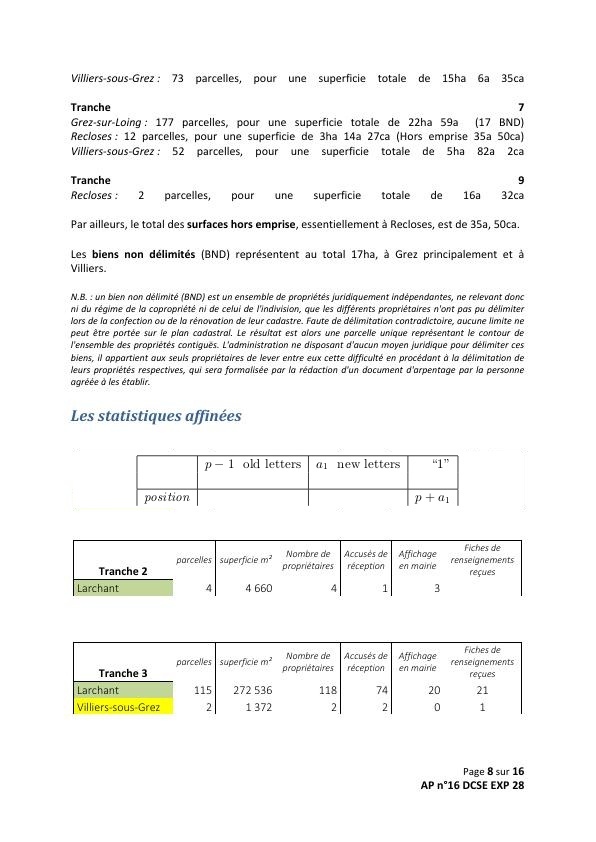 Villiers-sous-Grez : 73 parcelles, pour une superficie totale de 15ha 6a 35ca
Tranche 7
Grez-sur-Loing : 177 parcelles, pour une superficie totale de 22ha 59a (17 BND)
Recloses : 12 parcelles, pour une superficie de 3ha 14a 27ca (Hors emprise 35a 50ca)
Villiers-sous-Grez : 52 parcelles, pour une superficie totale de 5ha 82a 2ca
Tranche 9
Recloses : 2 parcelles, pour une superficie totale de 16a 32ca
Par ailleurs, le total des surfaces hors emprise, essentiellement à Recloses, est de 35a, 50ca.
Les biens non délimités (BND) représentent au total 17ha, à Grez principalement et à
Villiers.
N.B. : un bien non délimité (BND) est un ensemble de propriétés juridiquement indépendantes, ne relevant donc
ni du régime de la copropriété ni de celui de l'indivision, que les différents propriétaires n'ont pas pu délimiter
lors de la confection ou de la rénovation de leur cadastre. Faute de délimitation contradictoire, aucune limite ne
peut être portée sur le plan cadastral. Le résultat est alors une parcelle unique représentant le contour de
l'ensemble des propriétés contiguës. L'administration ne disposant d'aucun moyen juridique pour délimiter ces
biens, il appartient aux seuls propriétaires de lever entre eux cette difficulté en procédant à la délimitation de
leurs propriétés respectives, qui sera formalisée par la rédaction d'un document d'arpentage par la personne
agréée à les établir.
Les statistiques affinées
p − 1 old letters a₁ new letters “1”
position p + a₁
Tranche 2 parcelles superficie m² Nombre de propriétaires Accusés de réception Affichage en mairie Fiches de renseignements reçues
Larchant 4 4 660 4 1 3
Tranche 3 parcelles superficie m² Nombre de propriétaires Accusés de réception Affichage en mairie Fiches de renseignements reçues
Larchant 115 272 536 118 74 20 21
Villiers-sous-Grez 2 1 372 2 2 0 1
Page 8 sur 16
AP n°16 DCSE EXP 28